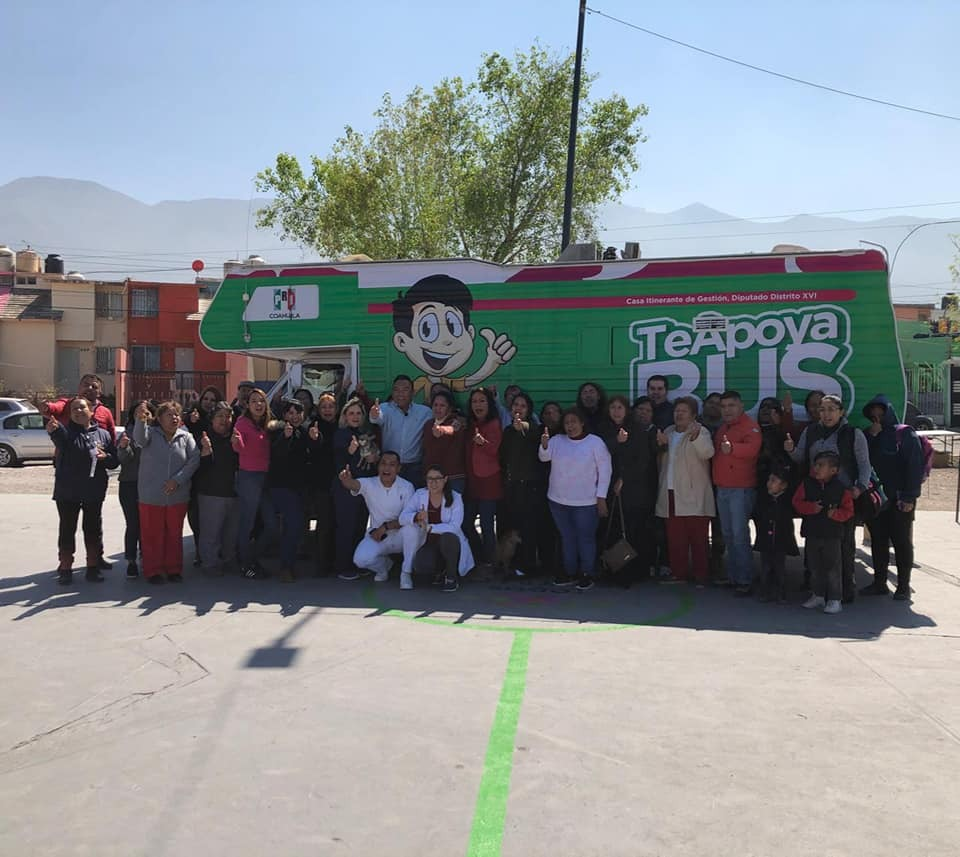 PRI
COAHUILA
Casa Itinerante de Gestión, Diputado Distrito XVI
TeApoya
BUS